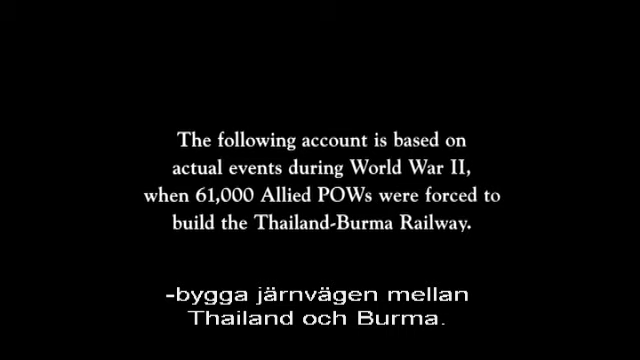 The following account is based on
actual events during World War II,
when 61,000 Allied POWs were forced to
build the Thailand-Burma Railway.
-bygga järnvägen mellan
Thailand och Burma.